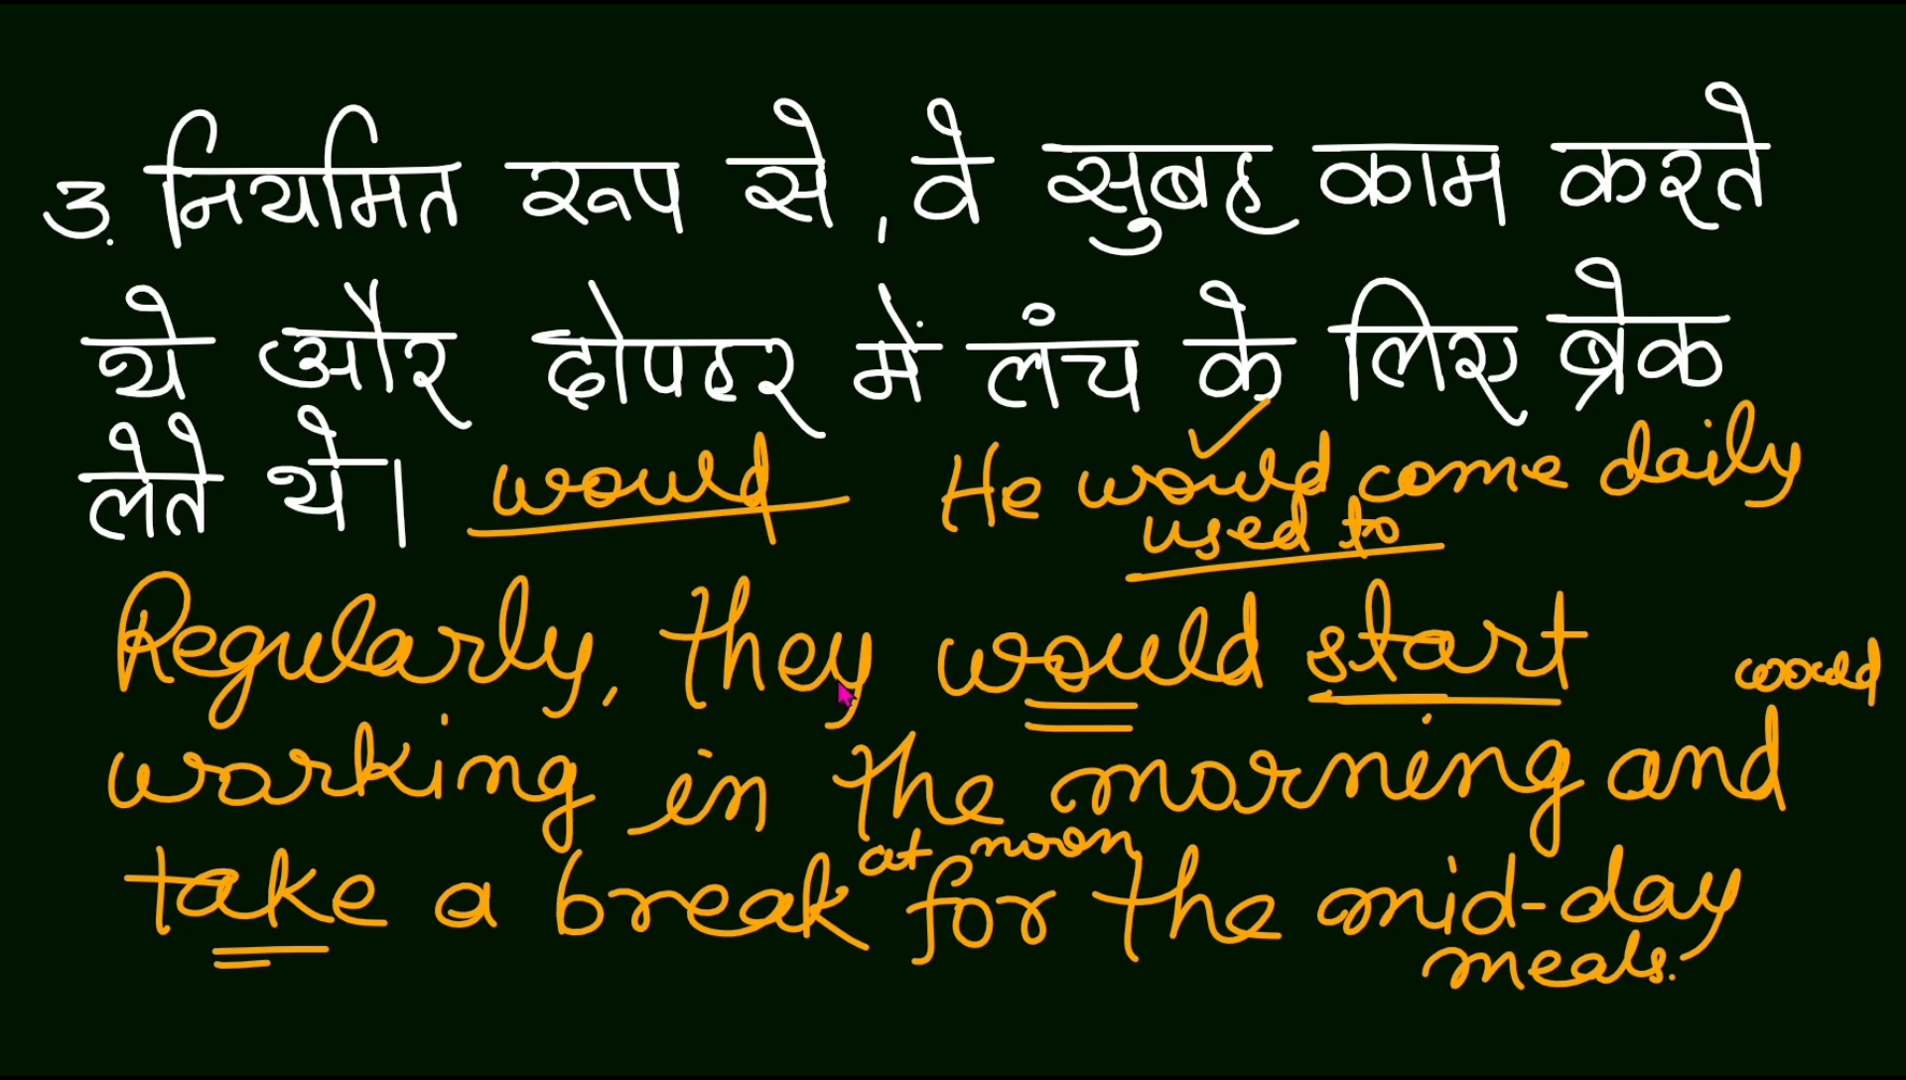 3. नियमित रूप से, वे सुबह काम करते
थे और दोपहर में लंच के लिए ब्रेक
लेते थे। would He would come daily
used to
Regularly, they would start
would
working in the morning and
at noon
take a break for the mid-day
meals.